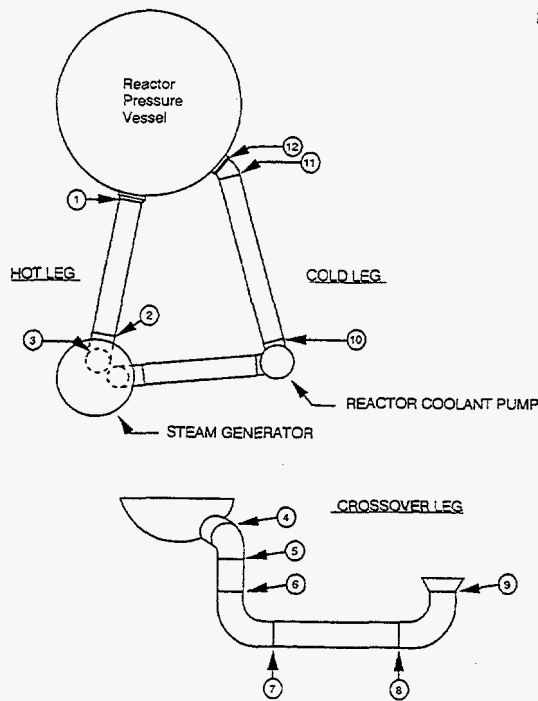 Reactor
Pressure
Vessel
12
11
1
HOT LEG
COLD LEG
2
3
10
REACTOR COOLANT PUMP
STEAM GENERATOR
CROSSOVER LEG
4
5
6
9
7
8